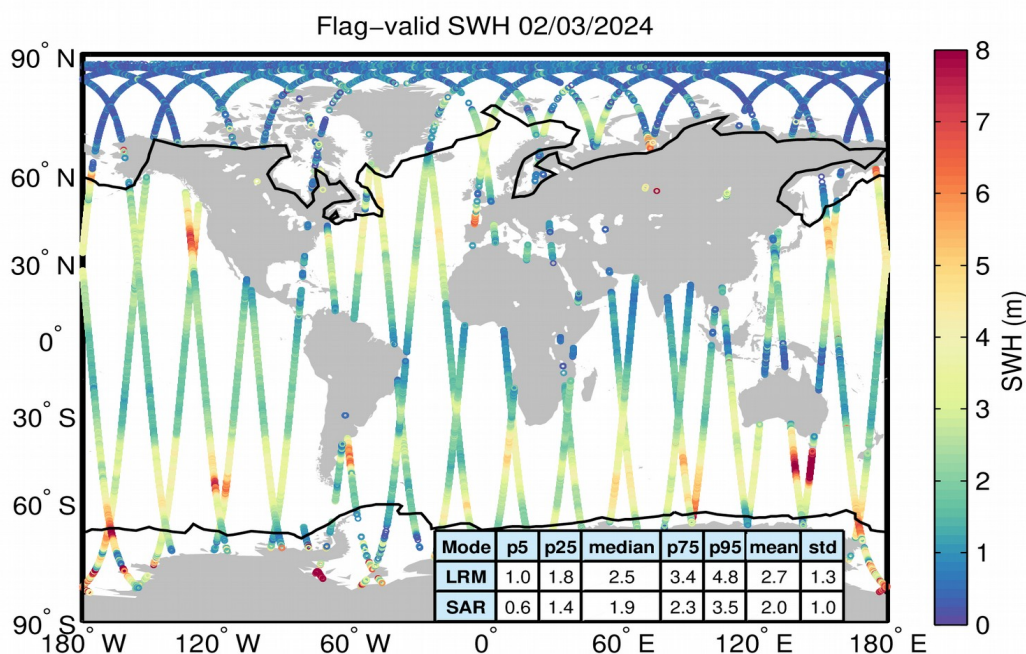 Flag−valid SWH 02/03/2024
90° N
60° N
30° N
0°
30° S
60° S
90° S
180° W
120° W
60° W
0°
60° E
120° E
180° E
8
7
6
5
4
3
2
1
0
SWH (m)
Mode p5 p25 median p75 p95 mean std
LRM 1.0 1.8 2.5 3.4 4.8 2.7 1.3
SAR 0.6 1.4 1.9 2.3 3.5 2.0 1.0